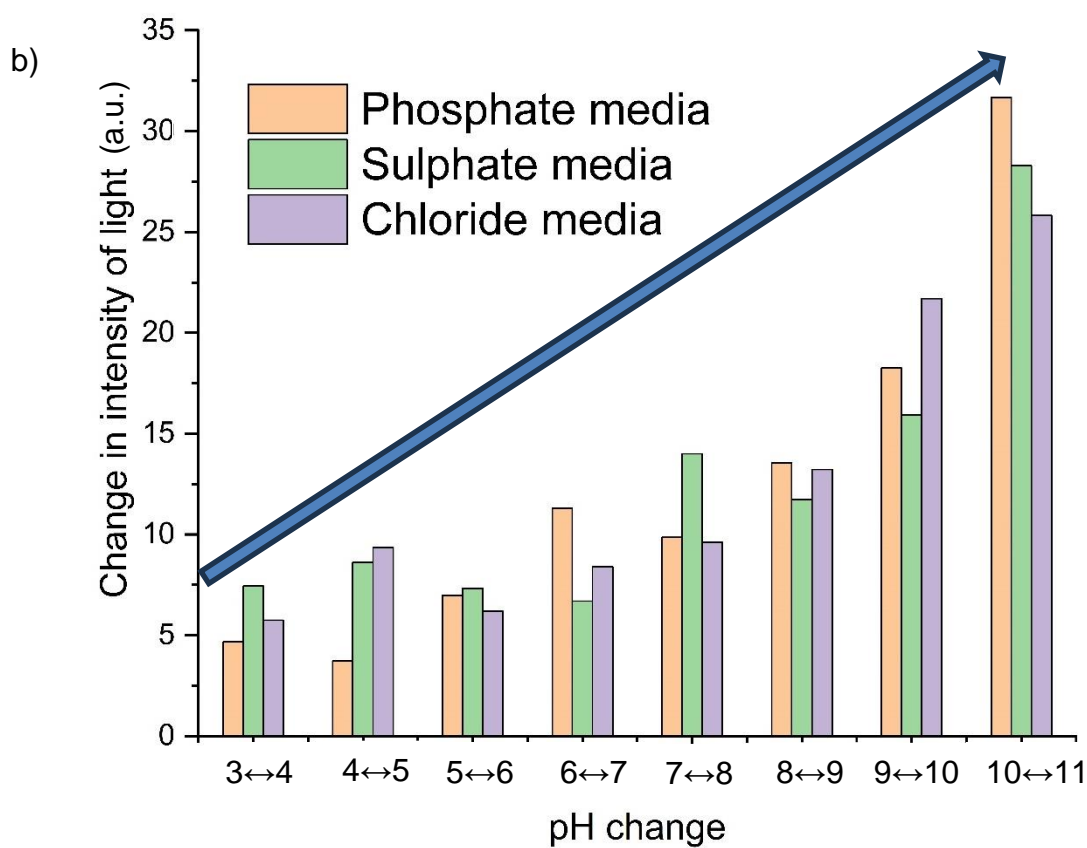 b)
Change in intensity of light (a.u.)
35
30
25
20
15
10
5
0
Phosphate media
Sulphate media
Chloride media
3↔4 4↔5 5↔6 6↔7 7↔8 8↔9 9↔10 10↔11
pH change